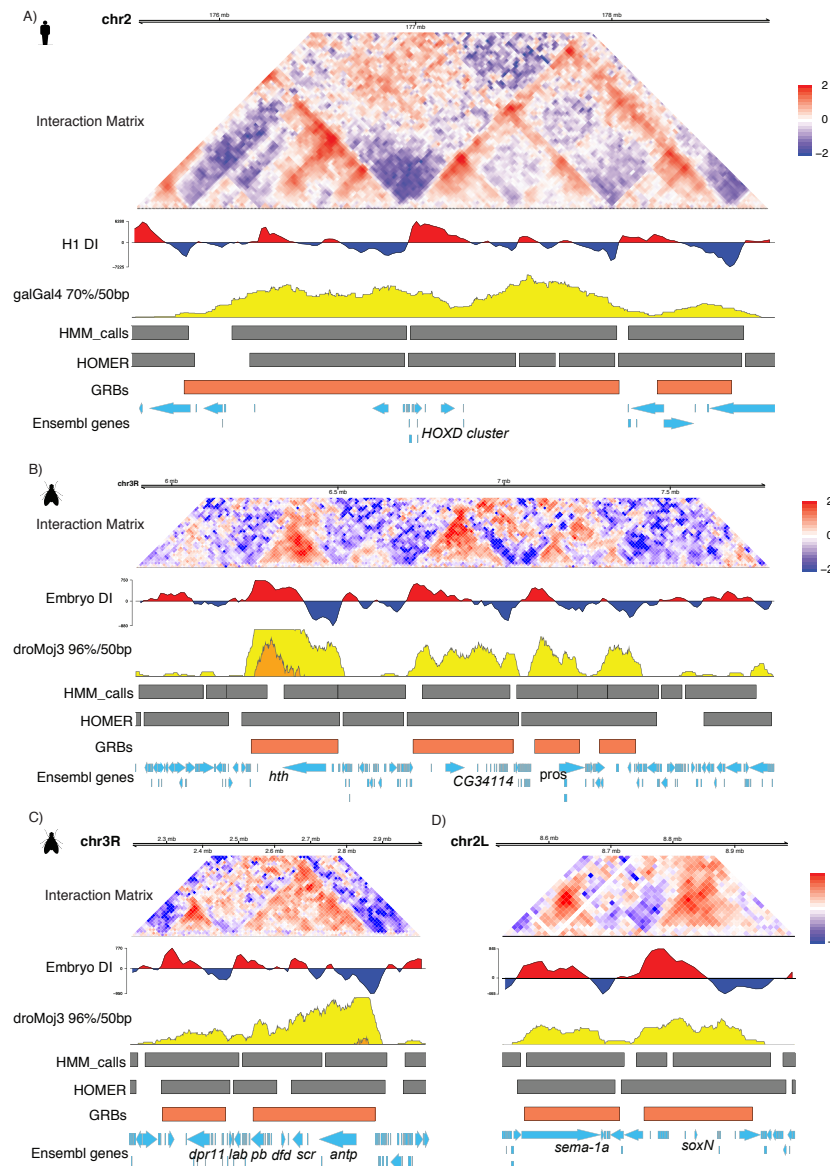 A)
chr2
176 mb
177 mb
178 mb
Interaction Matrix
2
1
0
−1
−2
H1 DI
0
galGal4 70%/50bp
HMM_calls
HOMER
GRBs
Ensembl genes
HOXD cluster
B)
chr3R
6 mb
6.5 mb
7 mb
7.5 mb
Interaction Matrix
2
1
0
−1
−2
Embryo DI
0
droMoj3 96%/50bp
HMM_calls
HOMER
GRBs
Ensembl genes
hth
CG34114
pros
C)
chr3R
2.3 mb
2.4 mb
2.5 mb
2.6 mb
2.7 mb
2.8 mb
2.9 mb
Interaction Matrix
Embryo DI
770
0
droMoj3 96%/50bp
HMM_calls
HOMER
GRBs
Ensembl genes
dpr11 lab pb dfd scr antp
D)
chr2L
8.6 mb
8.7 mb
8.8 mb
8.9 mb
0
sema-1a
soxN